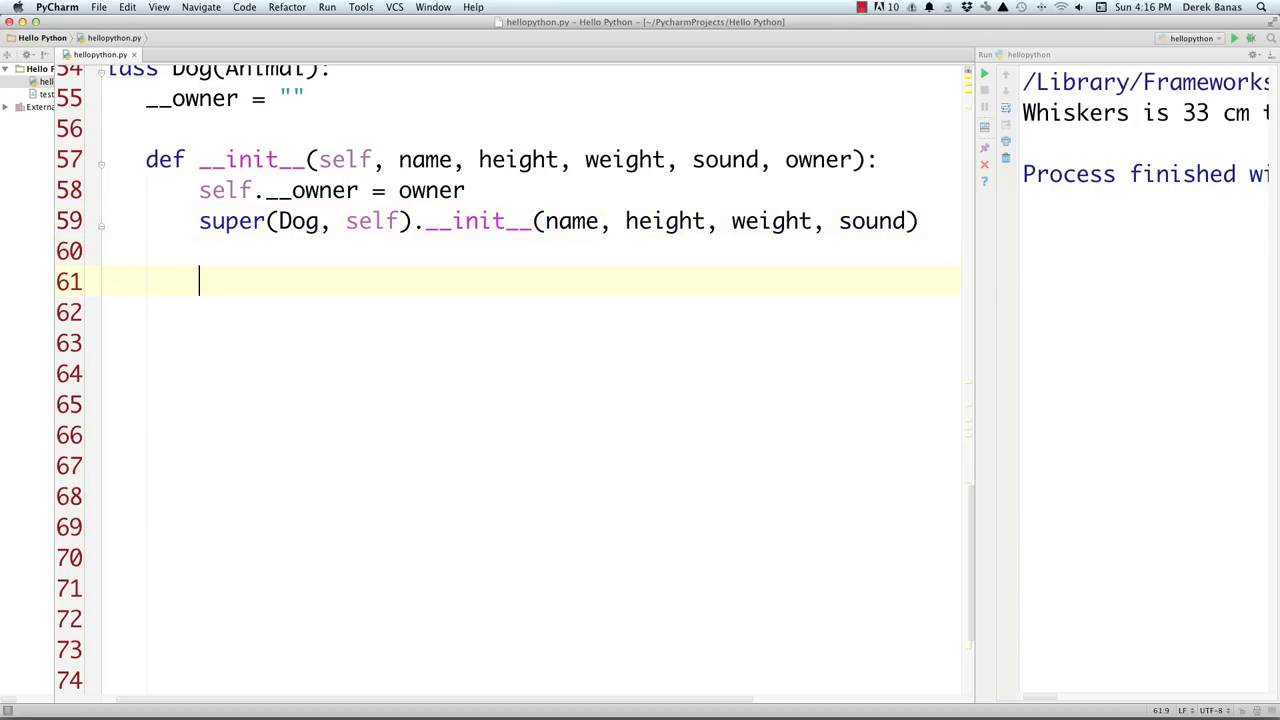 PyCharm File Edit View Navigate Code Refactor Run Tools VCS Window Help 10 Sun 4:16 PM Derek Banas
hellopython.py - Hello Python - [~/PycharmProjects/Hello Python]
Hello Python hellopython.py hellopython
hellopython.py Run hellopython
Hello P
hell
test
Externa
54 lass Dog(Animal):
55 __owner = ""
56
57 def __init__(self, name, height, weight, sound, owner):
58 self.__owner = owner
59 super(Dog, self).__init__(name, height, weight, sound)
60
61
62
63
64
65
66
67
68
69
70
71
72
73
74
/Library/Frameworks
Whiskers is 33 cm t
Process finished wi
61:9 LF UTF-8